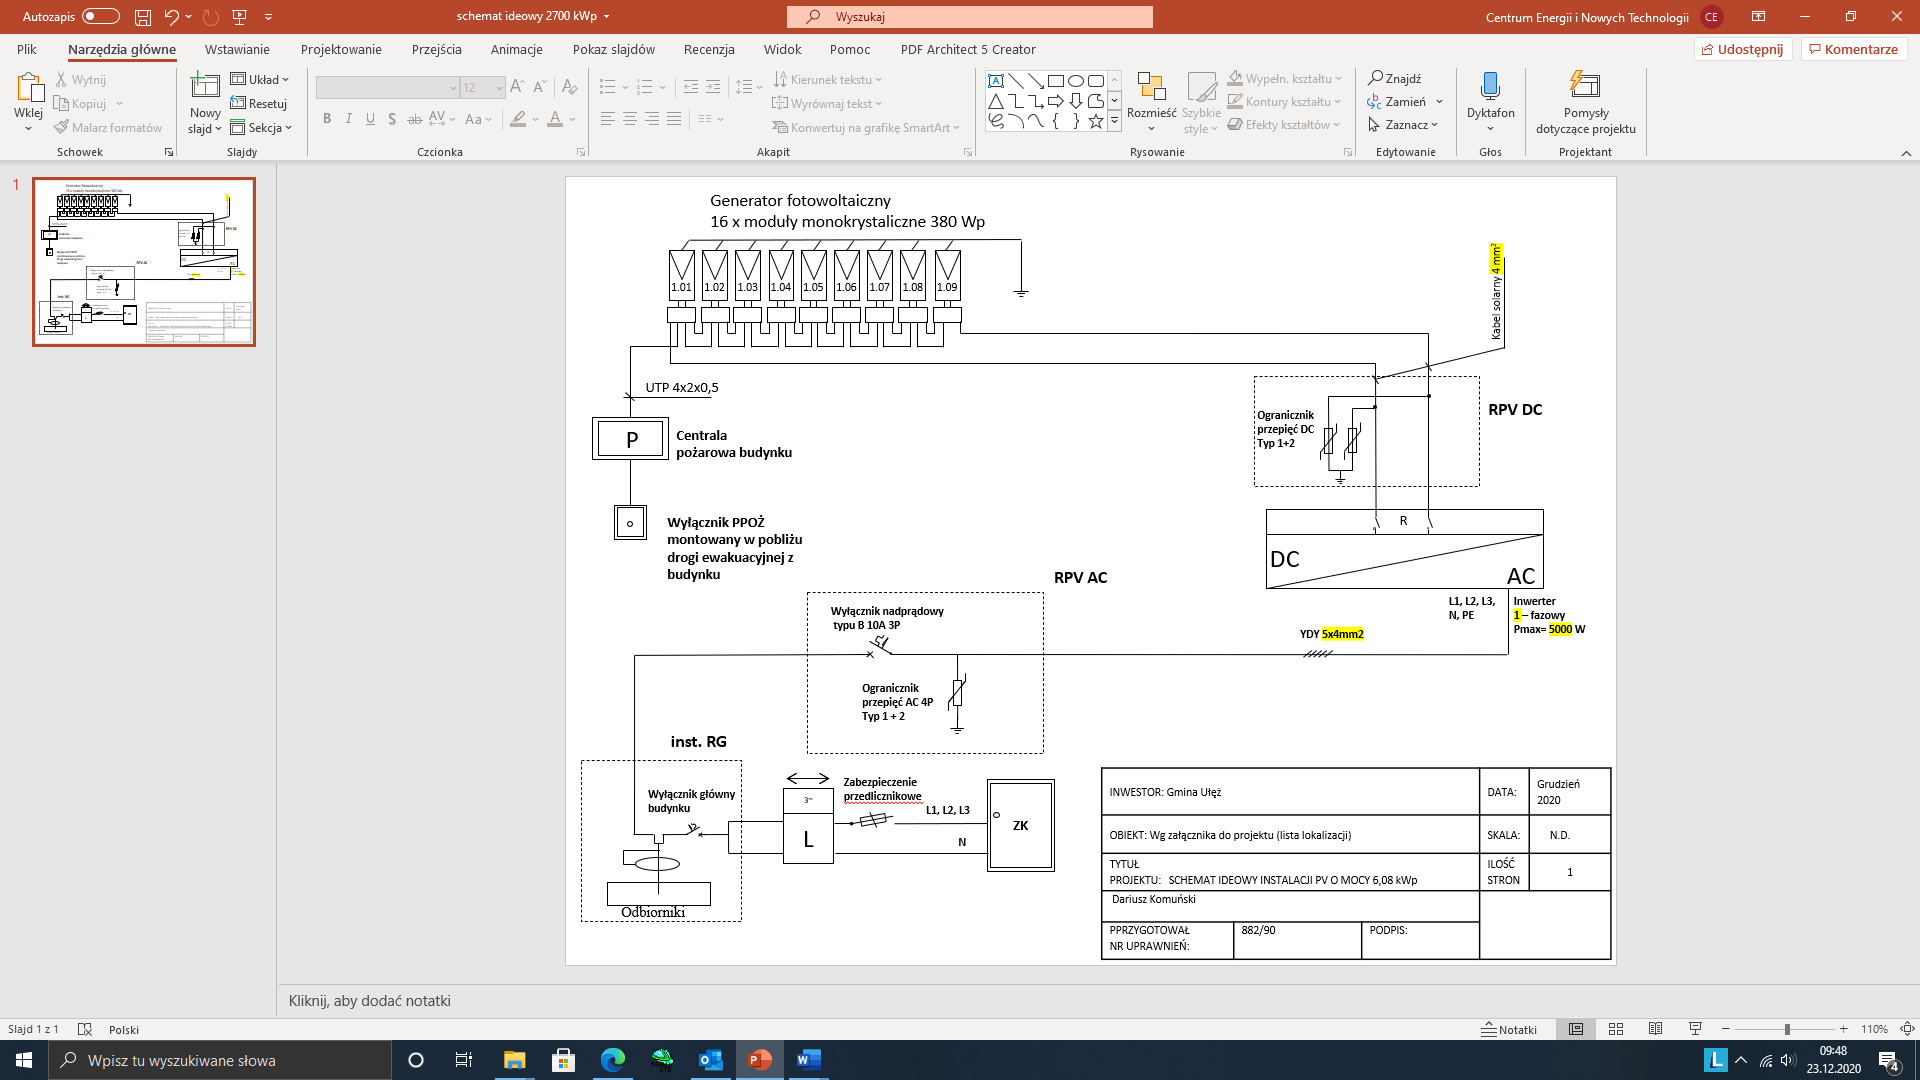 Autozapis
schemat ideowy 2700 kWp
Wyszukaj
Centrum Energii i Nowych Technologii
CE
Plik
Narzędzia główne
Wstawianie
Projektowanie
Przejścia
Animacje
Pokaz slajdów
Recenzja
Widok
Pomoc
PDF Architect 5 Creator
Udostępnij
Komentarze
Wklej
Wytnij
Kopiuj
Malarz formatów
Schowek
Nowy
slajd
Układ
Resetuj
Sekcja
Slajdy
12
B I U S ab AV Aa A
Czcionka
Kierunek tekstu
Wyrównaj tekst
Konwertuj na grafikę SmartArt
Akapit
Rozmieść
Szybkie
style
Wypełn. kształtu
Kontury kształtu
Efekty kształtów
Rysowanie
Znajdź
Zamień
Zaznacz
Edytowanie
Dyktafon
Głos
Pomysły
dotyczące projektu
Projektant
1
Generator fotowoltaiczny
16 x moduły monokrystaliczne 380 Wp
1.01 1.02 1.03 1.04 1.05 1.06 1.07 1.08 1.09
Kabel solarny 4 mm²
UTP 4x2x0,5
P
Centrala
pożarowa budynku
Wyłącznik PPOŻ
montowany w pobliżu
drogi ewakuacyjnej z
budynku
Ogranicznik
przepięć DC
Typ 1+2
RPV DC
R
DC
AC
L1, L2, L3,
N, PE
Inwerter
1 – fazowy
Pmax= 5000 W
YDY 5x4mm2
RPV AC
Wyłącznik nadprądowy
typu B 10A 3P
Ogranicznik
przepięć AC 4P
Typ 1 + 2
inst. RG
Wyłącznik główny
budynku
Odbiorniki
3~
L
Zabezpieczenie
przedlicznikowe
L1, L2, L3
N
ZK
INWESTOR: Gmina Ułęż
DATA:
Grudzień
2020
OBIEKT: Wg załącznika do projektu (lista lokalizacji)
SKALA:
N.D.
TYTUŁ
PROJEKTU: SCHEMAT IDEOWY INSTALACJI PV O MOCY 6,08 kWp
ILOŚĆ
STRON
1
Dariusz Komuński
PPRZYGOTOWAŁ
NR UPRAWNIEŃ:
882/90
PODPIS:
Kliknij, aby dodać notatki
Slajd 1 z 1
Polski
Notatki
110%
Wpisz tu wyszukiwane słowa
L
09:48
23.12.2020
4